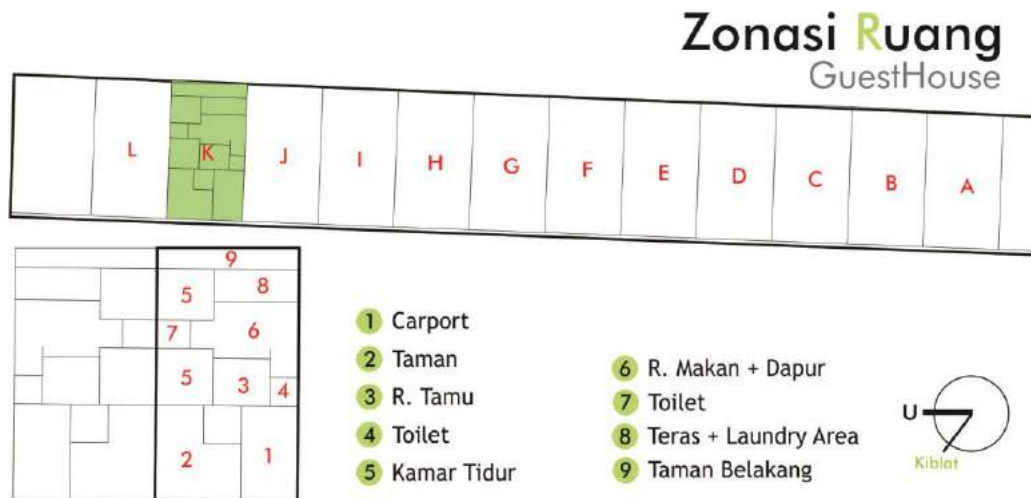 Zonasi Ruang
GuestHouse
L K J I H G F E D C B A
9
5 8
7 6
5 3 4
2 1
1 Carport
2 Taman
3 R. Tamu
4 Toilet
5 Kamar Tidur
6 R. Makan + Dapur
7 Toilet
8 Teras + Laundry Area
9 Taman Belakang
U
Kiblat